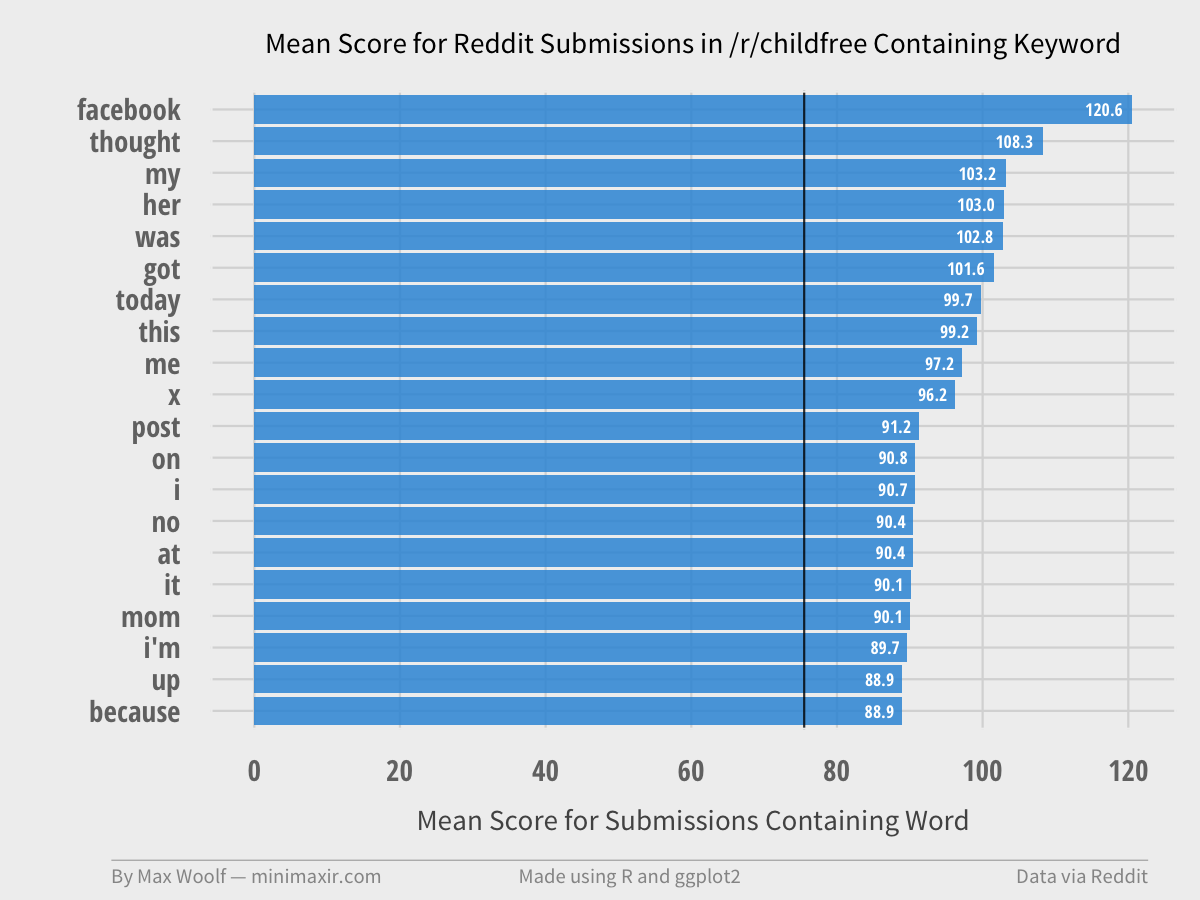 Mean Score for Reddit Submissions in /r/childfree Containing Keyword
facebook 120.6
thought 108.3
my 103.2
her 103.0
was 102.8
got 101.6
today 99.7
this 99.2
me 97.2
x 96.2
post 91.2
on 90.8
i 90.7
no 90.4
at 90.4
it 90.1
mom 90.1
i'm 89.7
up 88.9
because 88.9
0 20 40 60 80 100 120
Mean Score for Submissions Containing Word
By Max Woolf — minimaxir.com Made using R and ggplot2 Data via Reddit